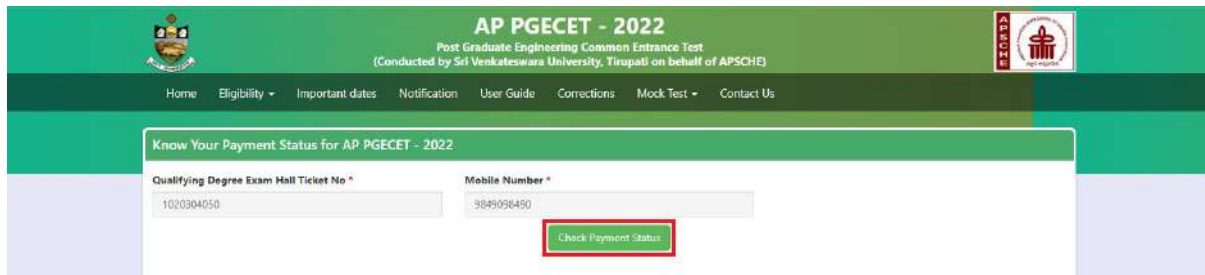 AP PGECET - 2022
Post Graduate Engineering Common Entrance Test
(Conducted by Sri Venkateswara University, Tirupati on behalf of APSCHE)
APSCHE
Home Eligibility Important dates Notification User Guide Corrections Mock Test Contact Us
Know Your Payment Status for AP PGECET - 2022
Qualifying Degree Exam Hall Ticket No * Mobile Number *
1020304050 9849098490
Check Payment Status